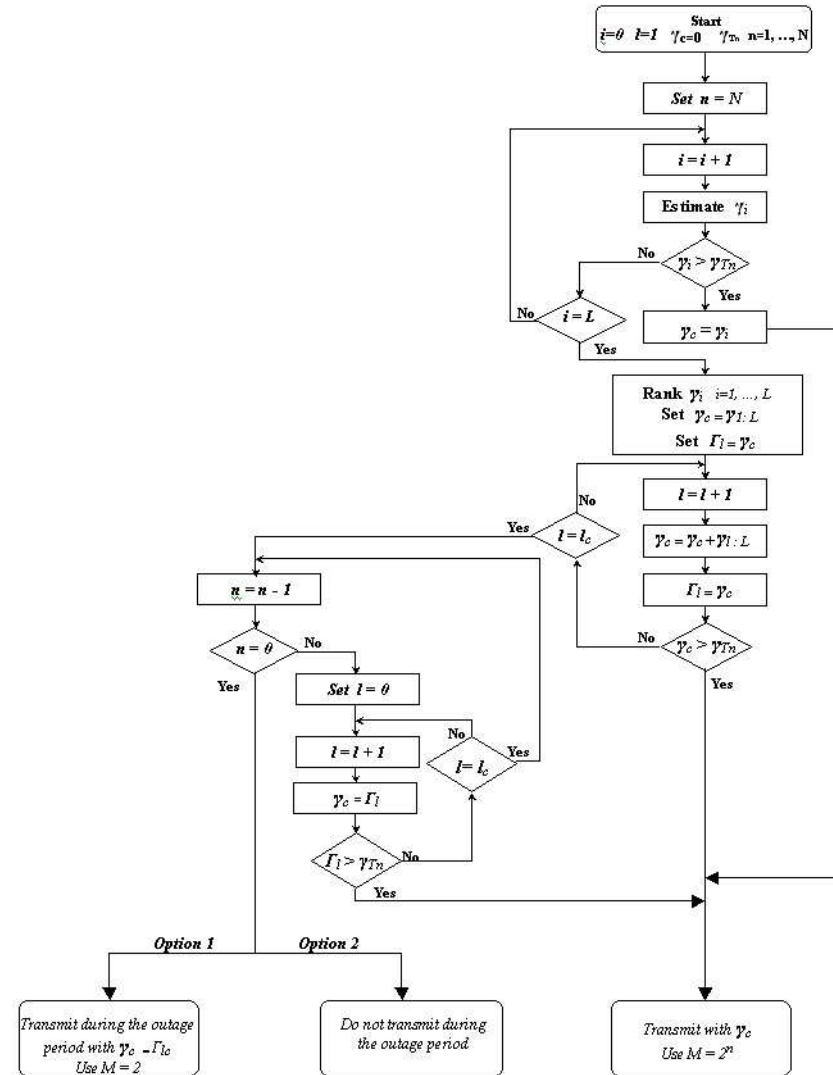 Start
i=0 l=1 γc=0 γTn n=1, ..., N
Set n = N
i = i + 1
Estimate γi
No
γi > γTn
Yes
No
i = L
γc = γi
Yes
Rank γi i=1, ..., L
Set γc = γ1:L
Set Γl = γc
No
l = l + 1
Yes
l = lc
γc = γc + γl:L
n = n - 1
Γl = γc
n = 0
No
No
γc > γTn
Yes
Yes
Set l = 0
No
Yes
l = l + 1
l = lc
γc = Γl
Γl > γTn
No
Yes
Option 1
Option 2
Transmit during the outage
period with γc = Γlc
Use M = 2
Do not transmit during
the outage period
Transmit with γc
Use M = 2ⁿ